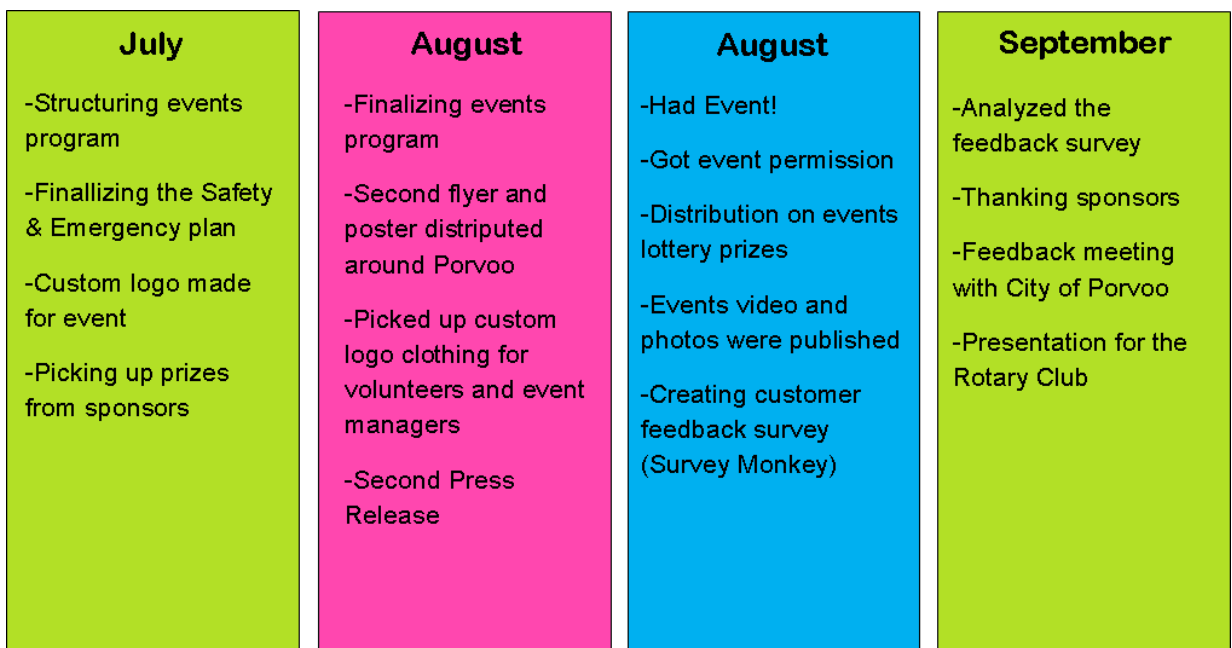 July
-Structuring events
program
-Finallizing the Safety
& Emergency plan
-Custom logo made
for event
-Picking up prizes
from sponsors
August
-Finalizing events
program
-Second flyer and
poster distriputed
around Porvoo
-Picked up custom
logo clothing for
volunteers and event
managers
-Second Press
Release
August
-Had Event!
-Got event permission
-Distribution on events
lottery prizes
-Events video and
photos were published
-Creating customer
feedback survey
(Survey Monkey)
September
-Analyzed the
feedback survey
-Thanking sponsors
-Feedback meeting
with City of Porvoo
-Presentation for the
Rotary Club